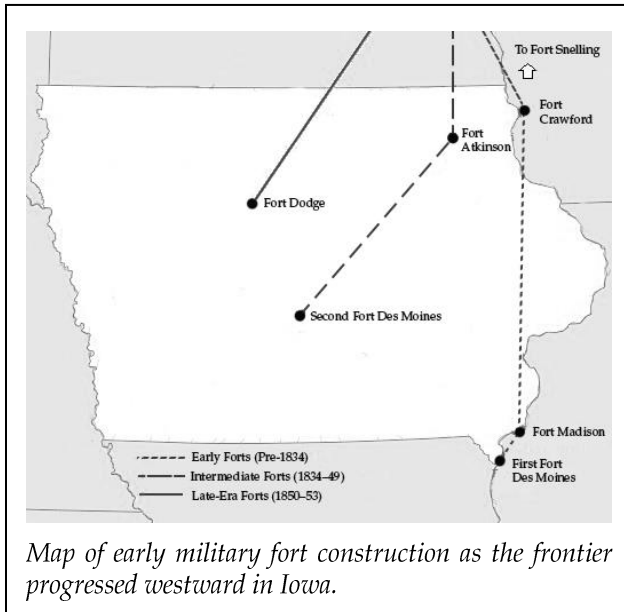 To Fort Snelling
Fort
Crawford
Fort
Atkinson
Fort Dodge
Second Fort Des Moines
Fort Madison
First Fort
Des Moines
Early Forts (Pre-1834)
Intermediate Forts (1834–49)
Late-Era Forts (1850–53)
Map of early military fort construction as the frontier
progressed westward in Iowa.